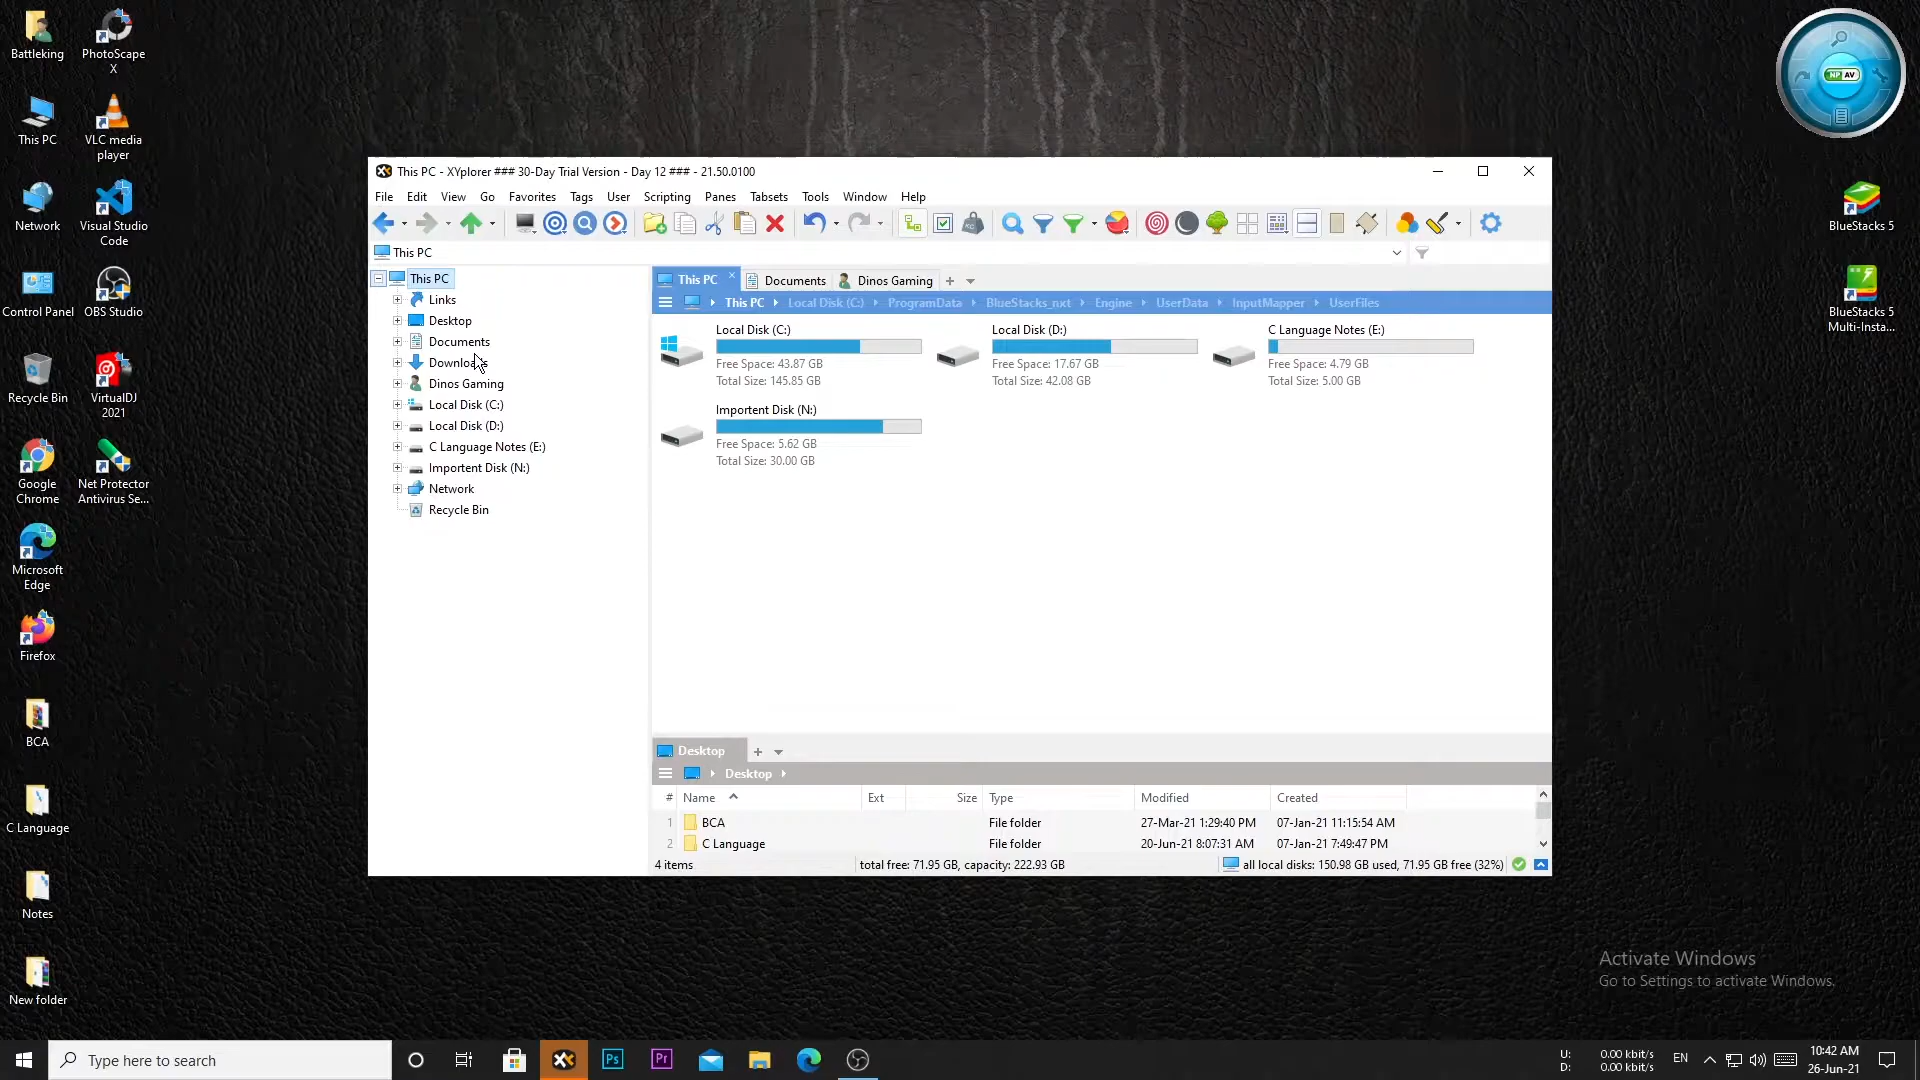 Battleking
PhotoScape
X
This PC
VLC media
player
Network
Visual Studio
Code
Control Panel
OBS Studio
Recycle Bin
VirtualDJ
2021
Google
Chrome
Net Protector
Antivirus Se...
Microsoft
Edge
Firefox
BCA
C Language
Notes
New folder
NP AV
BlueStacks 5
BlueStacks 5
Multi-Insta...
This PC - XYplorer ### 30-Day Trial Version - Day 12 ### - 21.50.0100
File Edit View Go Favorites Tags User Scripting Panes Tabsets Tools Window Help
This PC
This PC
Links
Desktop
Documents
Downloads
Dinos Gaming
Local Disk (C:)
Local Disk (D:)
C Language Notes (E:)
Importent Disk (N:)
Network
Recycle Bin
This PC Documents Dinos Gaming
This PC Local Disk (C:) ProgramData BlueStacks_nxt Engine UserData InputMapper UserFiles
Local Disk (C:)
Free Space: 43.87 GB
Total Size: 145.85 GB
Local Disk (D:)
Free Space: 17.67 GB
Total Size: 42.08 GB
C Language Notes (E:)
Free Space: 4.79 GB
Total Size: 5.00 GB
Importent Disk (N:)
Free Space: 5.62 GB
Total Size: 30.00 GB
Desktop
Desktop
# Name Ext Size Type Modified Created
1 BCA File folder 27-Mar-21 1:29:40 PM 07-Jan-21 11:15:54 AM
2 C Language File folder 20-Jun-21 8:07:31 AM 07-Jan-21 7:49:47 PM
4 items total free: 71.95 GB, capacity: 222.93 GB all local disks: 150.98 GB used, 71.95 GB free (32%)
Activate Windows
Go to Settings to activate Windows.
Type here to search
Ps
Pr
U: 0.00 kbit/s
D: 0.00 kbit/s
EN
10:42 AM
26-Jun-21